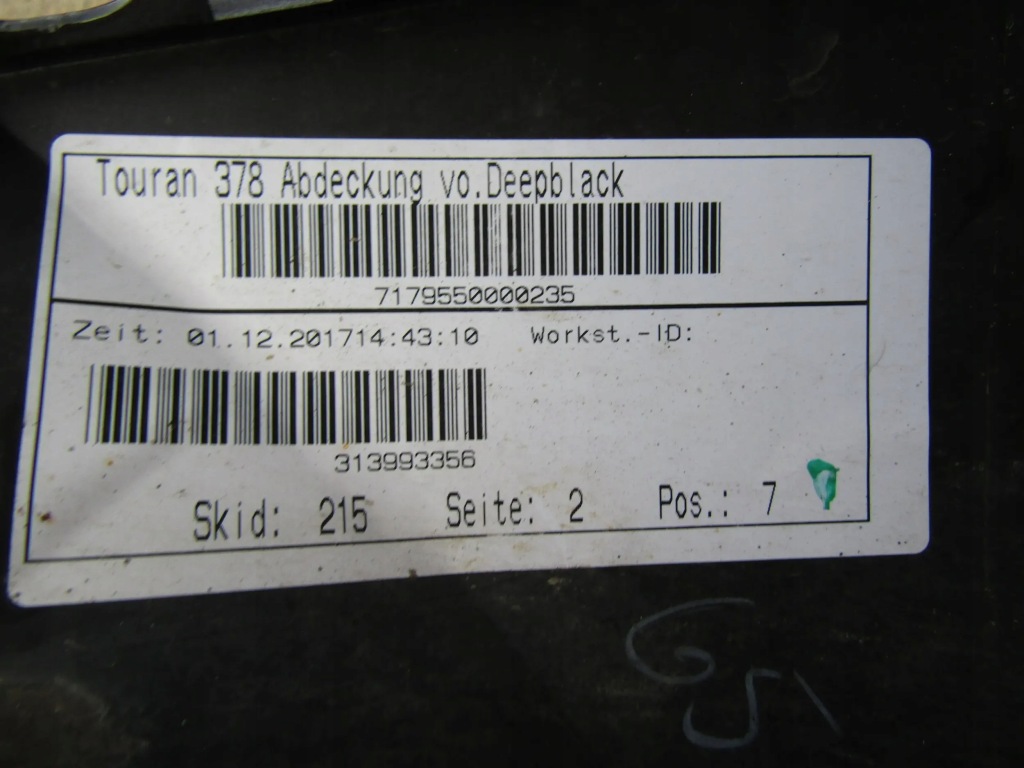 Touran 378 Abdeckung vo.Deepblack
7179550000235
Zeit: 01.12.201714:43:10 Workst.-ID:
313993356
Skid: 215 Seite: 2 Pos.: 7